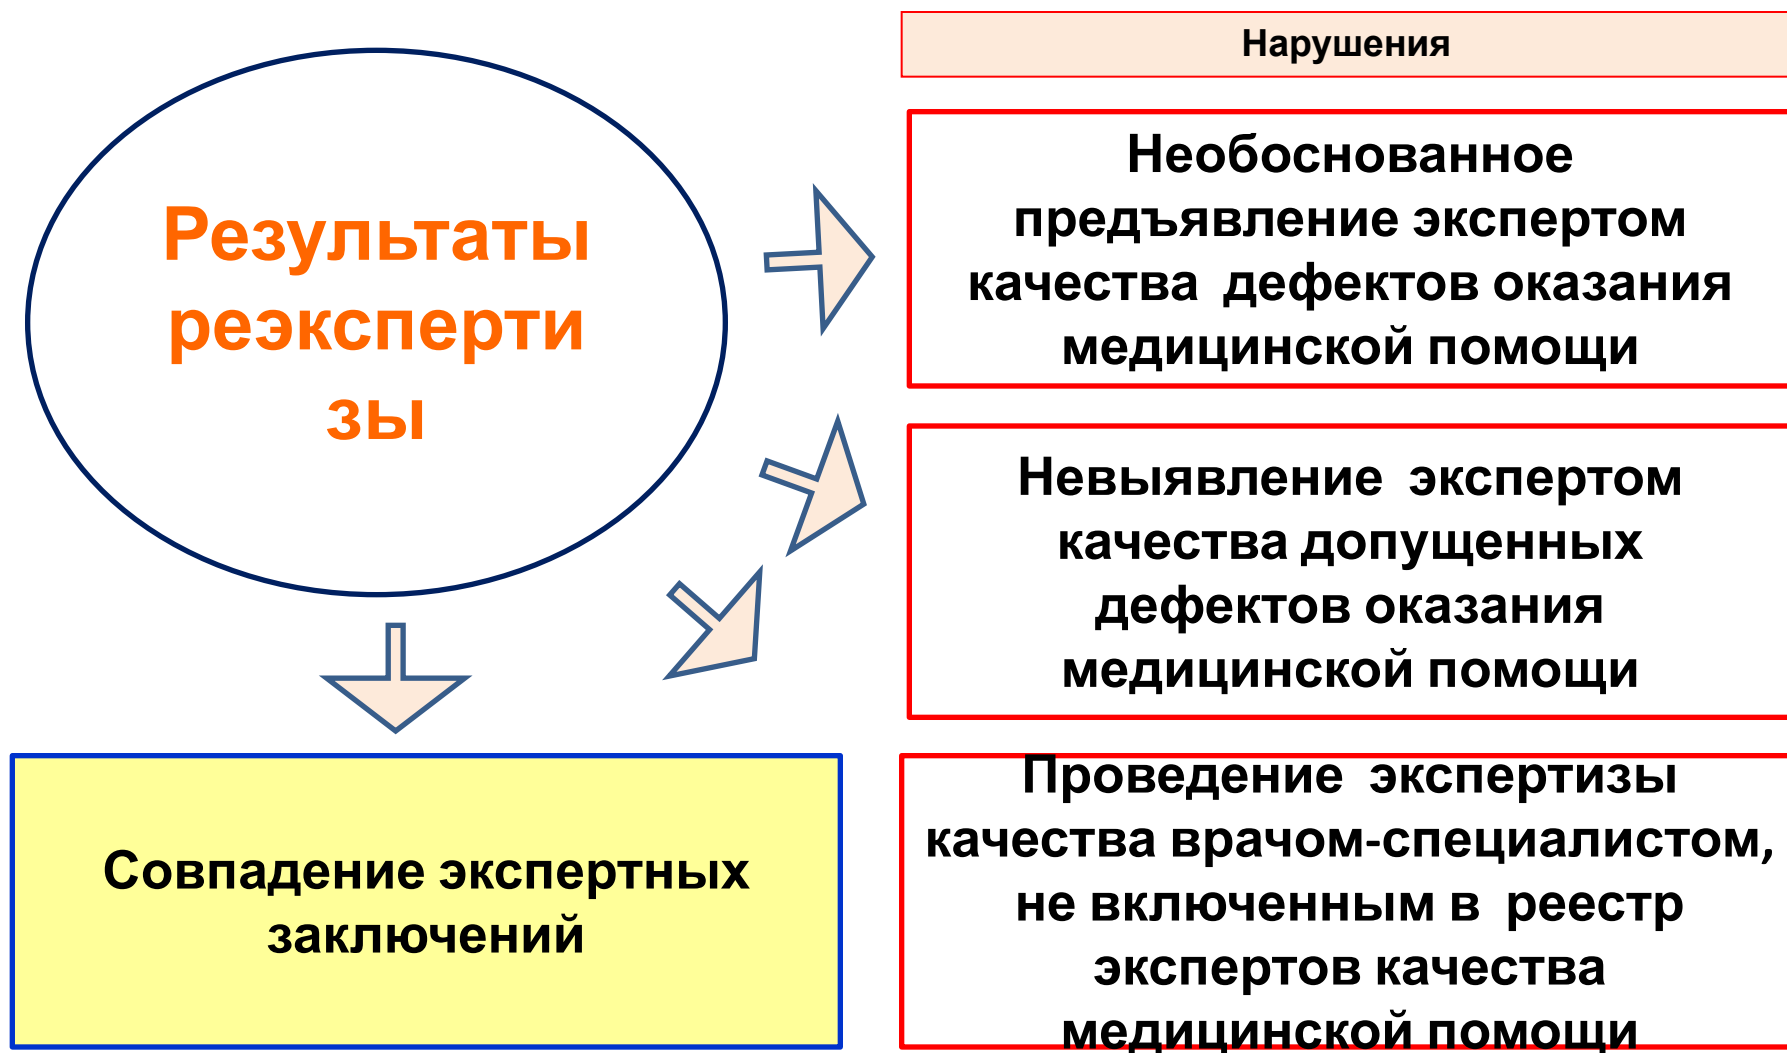 Результаты
реэксперти
зы
Нарушения
Необоснованное
предъявление экспертом
качества дефектов оказания
медицинской помощи
Невыявление экспертом
качества допущенных
дефектов оказания
медицинской помощи
Совпадение экспертных
заключений
Проведение экспертизы
качества врачом-специалистом,
не включенным в реестр
экспертов качества
медицинской помощи